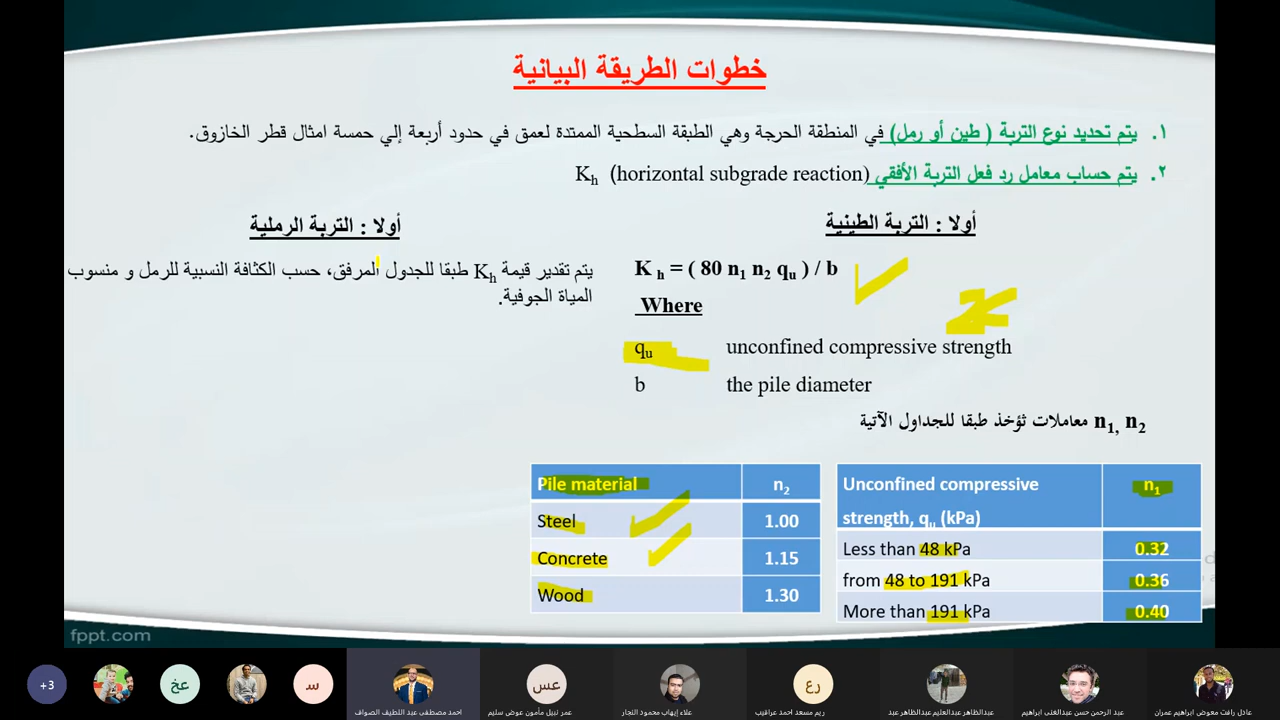 خطوات الطريقة البيانية
١. يتم تحديد نوع التربة ( طين أو رمل) في المنطقة الحرجة وهي الطبقة السطحية الممتدة لعمق في حدود أربعة إلي خمسة امثال قطر الخازوق.
٢. يتم حساب معامل رد فعل التربة الأفقي (horizontal subgrade reaction) Kh
أولا : التربة الطينية
K h = ( 80 n1 n2 qu ) / b
Where
qu unconfined compressive strength
b the pile diameter
n1, n2 معاملات تؤخذ طبقا للجداول الآتية
أولا : التربة الرملية
يتم تقدير قيمة Kh طبقا للجدول المرفق، حسب الكثافة النسبية للرمل و منسوب
المياة الجوفية.
Pile material n2
Steel 1.00
Concrete 1.15
Wood 1.30
Unconfined compressive n1
strength, qu (kPa)
Less than 48 kPa 0.32
from 48 to 191 kPa 0.36
More than 191 kPa 0.40
fppt.com
+3
عخ
س
احمد مصطفى عبد اللطيف الصواف
عس
عمر نبيل مأمون عوض سليم
علاء إيهاب محمود النجار
رع
ريم مسعد احمد عراقيب
عبدالظاهر عبدالعليم عبدالظاهر عبد
عبد الرحمن حسن عبدالغنى ابراهيم
عادل رافت معوض ابراهيم عمران